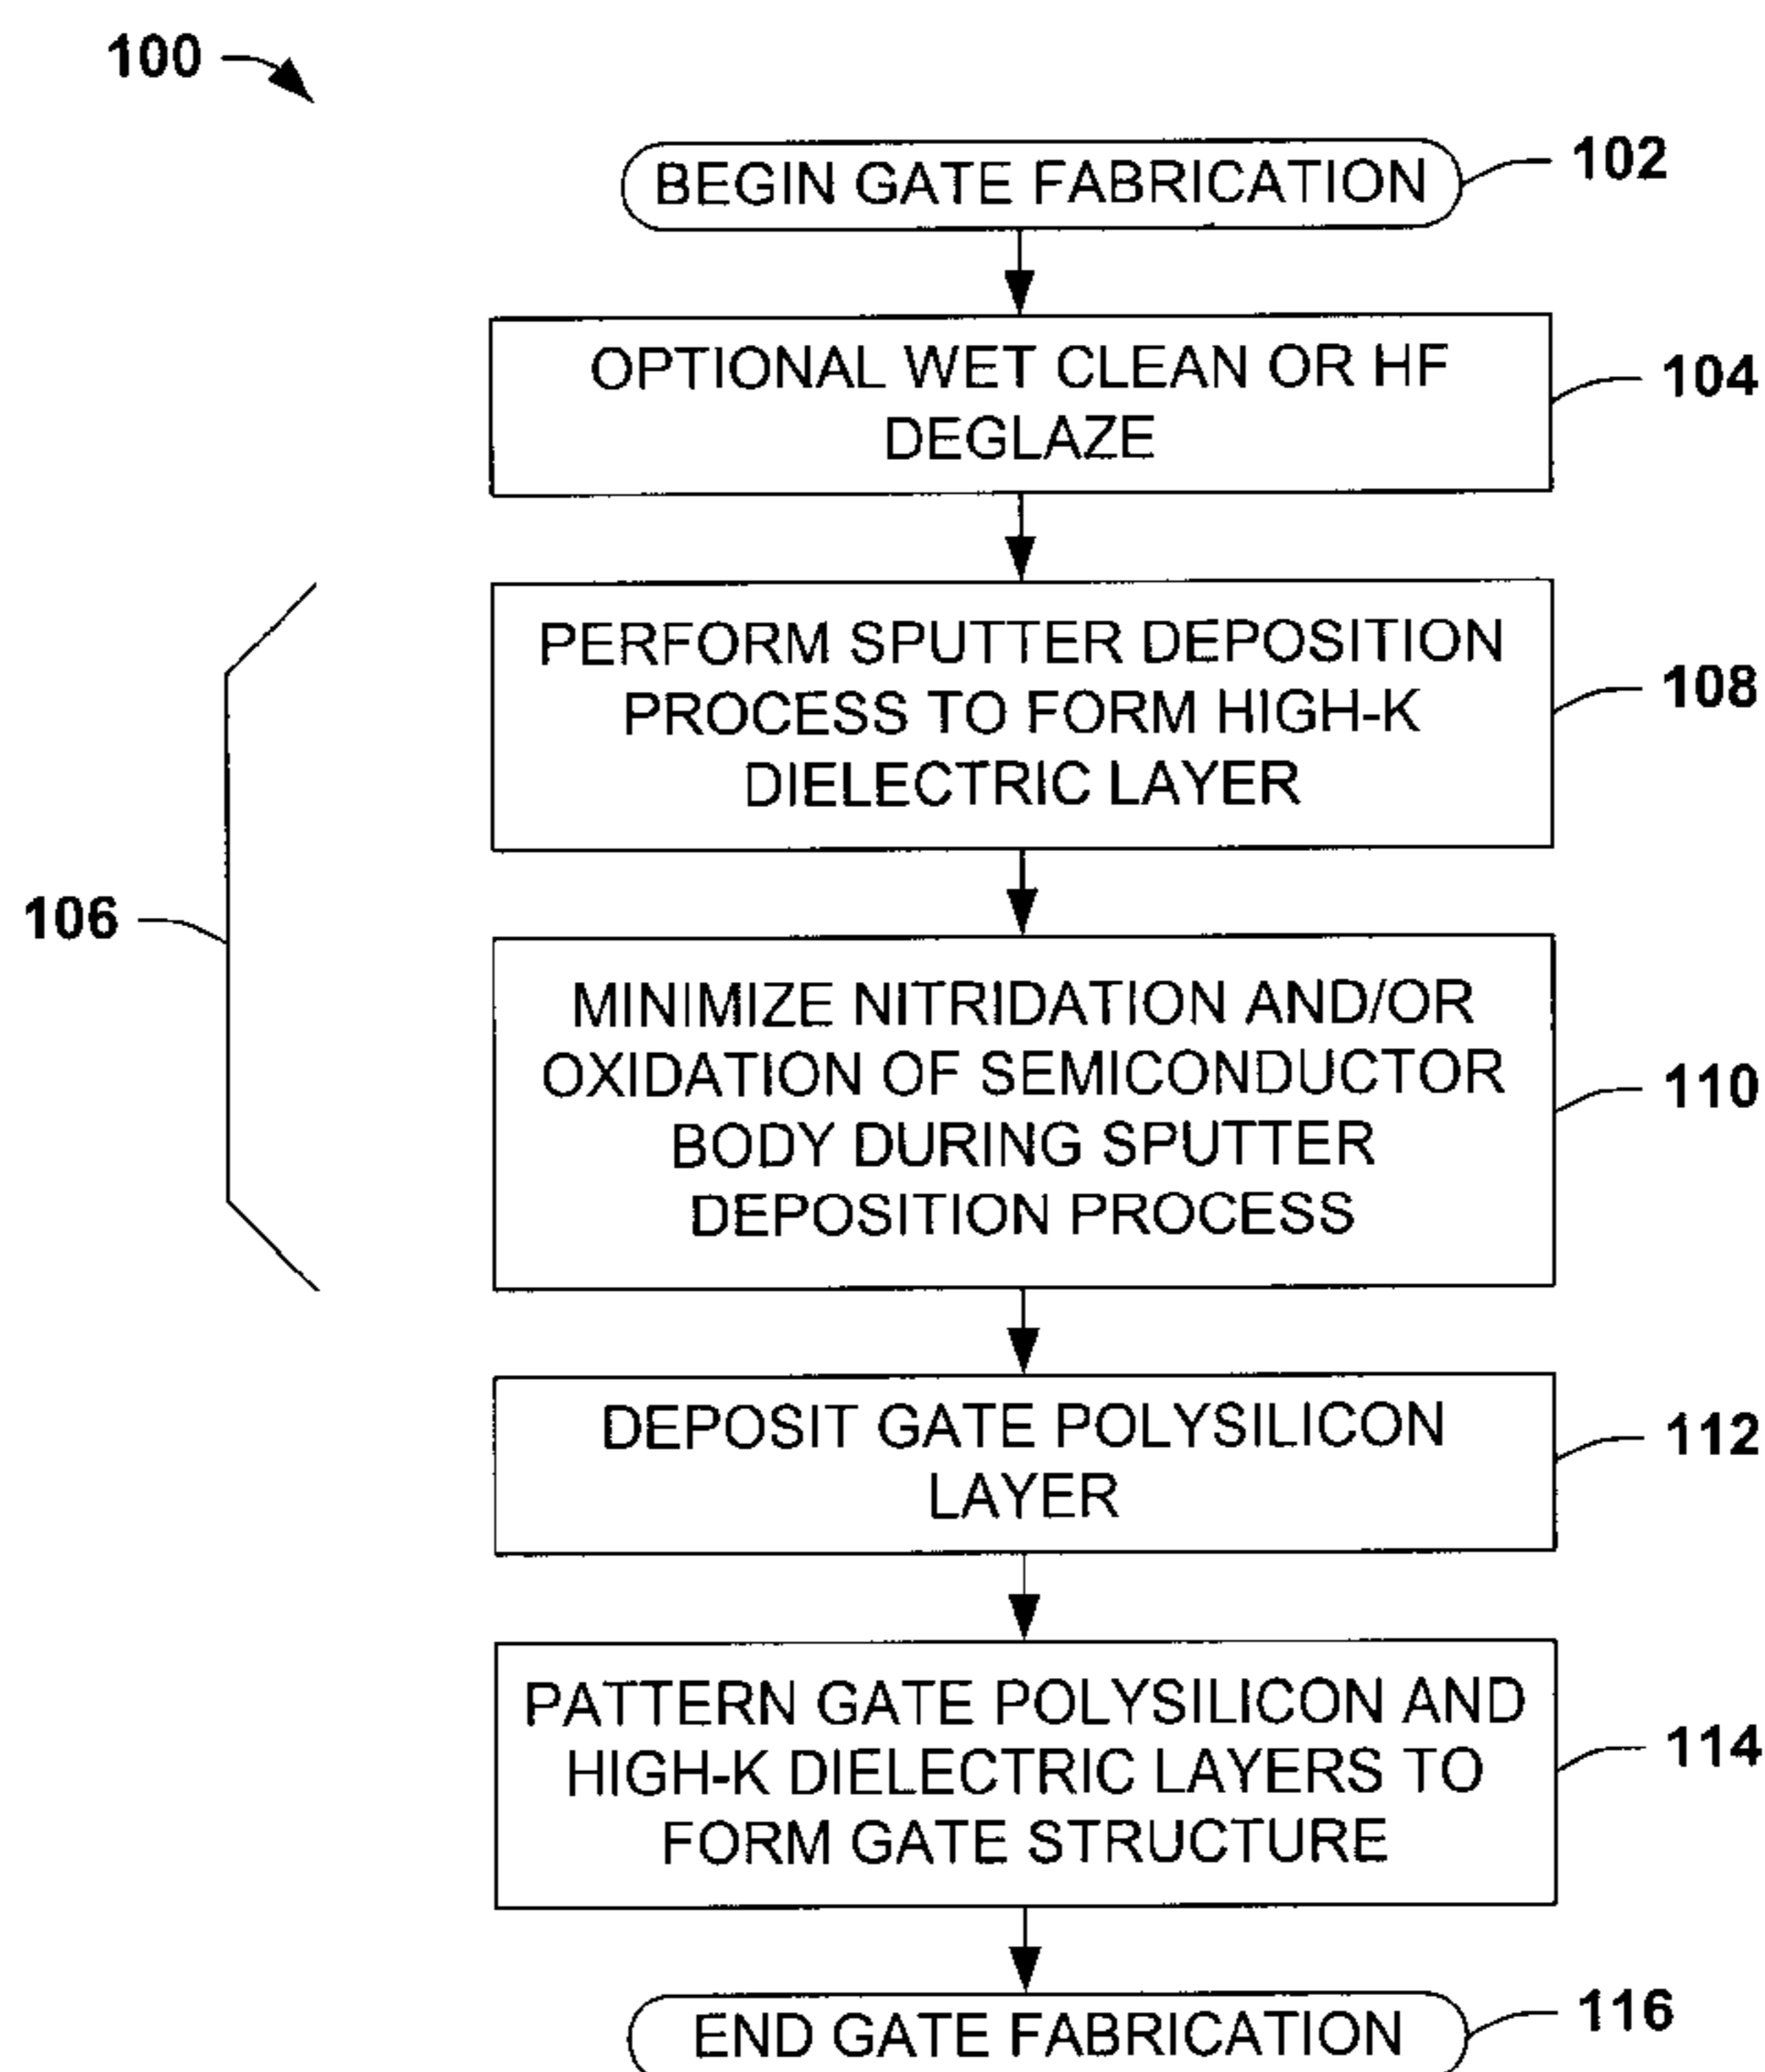 100
BEGIN GATE FABRICATION
102
OPTIONAL WET CLEAN OR HF
DEGLAZE
104
PERFORM SPUTTER DEPOSITION
PROCESS TO FORM HIGH-K
DIELECTRIC LAYER
108
106
MINIMIZE NITRIDATION AND/OR
OXIDATION OF SEMICONDUCTOR
BODY DURING SPUTTER
DEPOSITION PROCESS
110
DEPOSIT GATE POLYSILICON
LAYER
112
PATTERN GATE POLYSILICON AND
HIGH-K DIELECTRIC LAYERS TO
FORM GATE STRUCTURE
114
END GATE FABRICATION
116